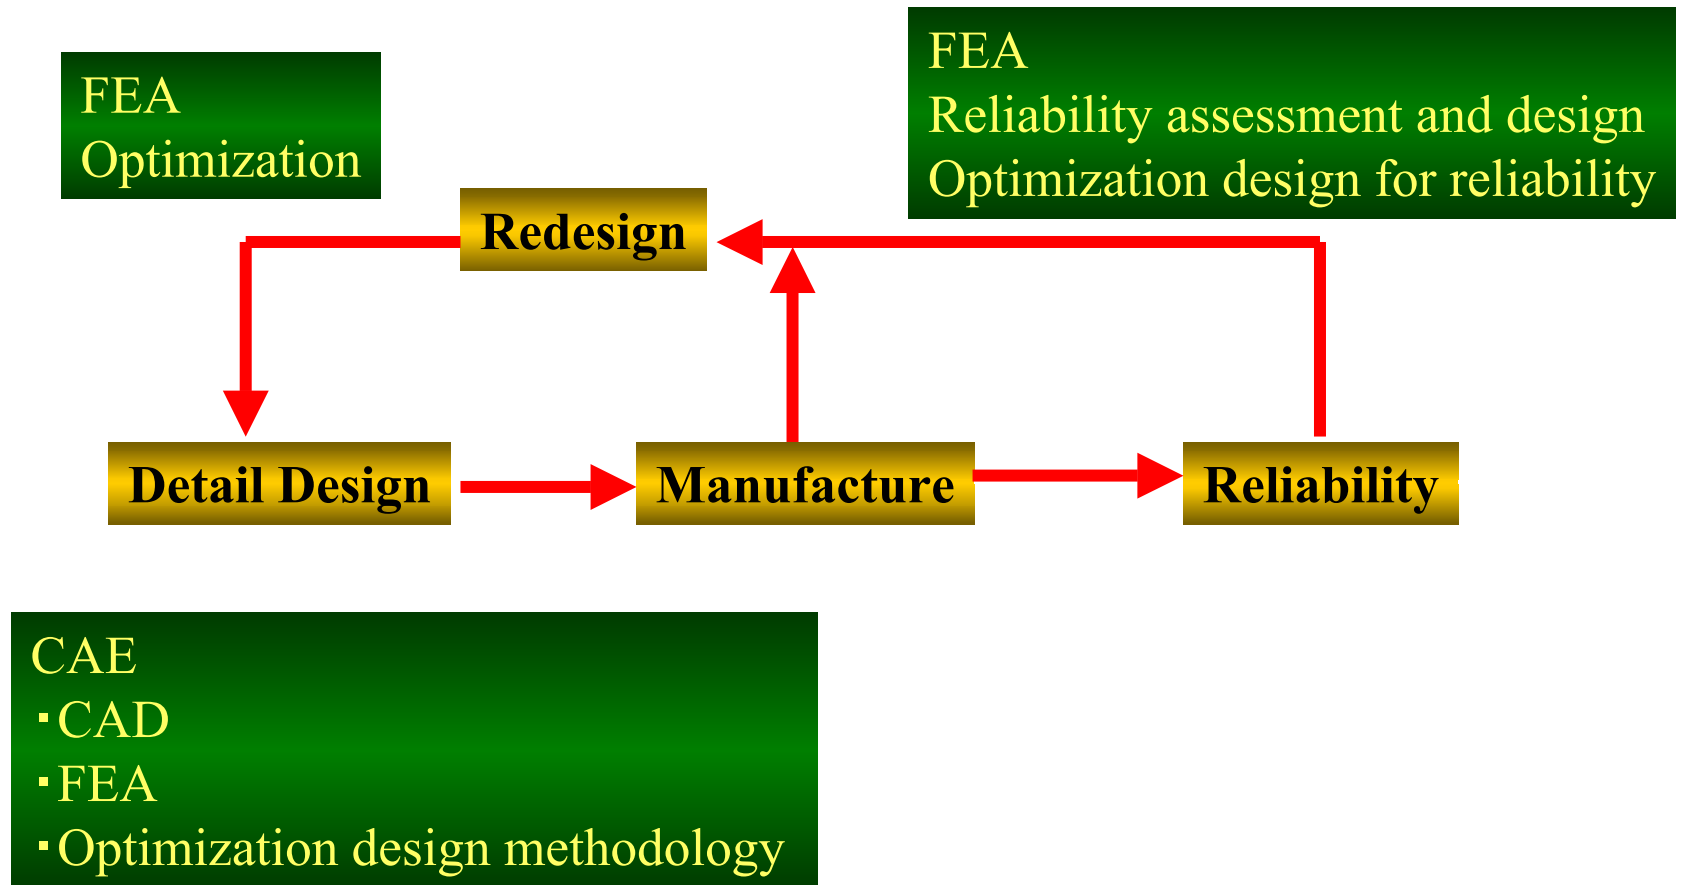 FEA
Optimization
FEA
Reliability assessment and design
Optimization design for reliability
Redesign
Detail Design
Manufacture
Reliability
CAE
·CAD
·FEA
·Optimization design methodology